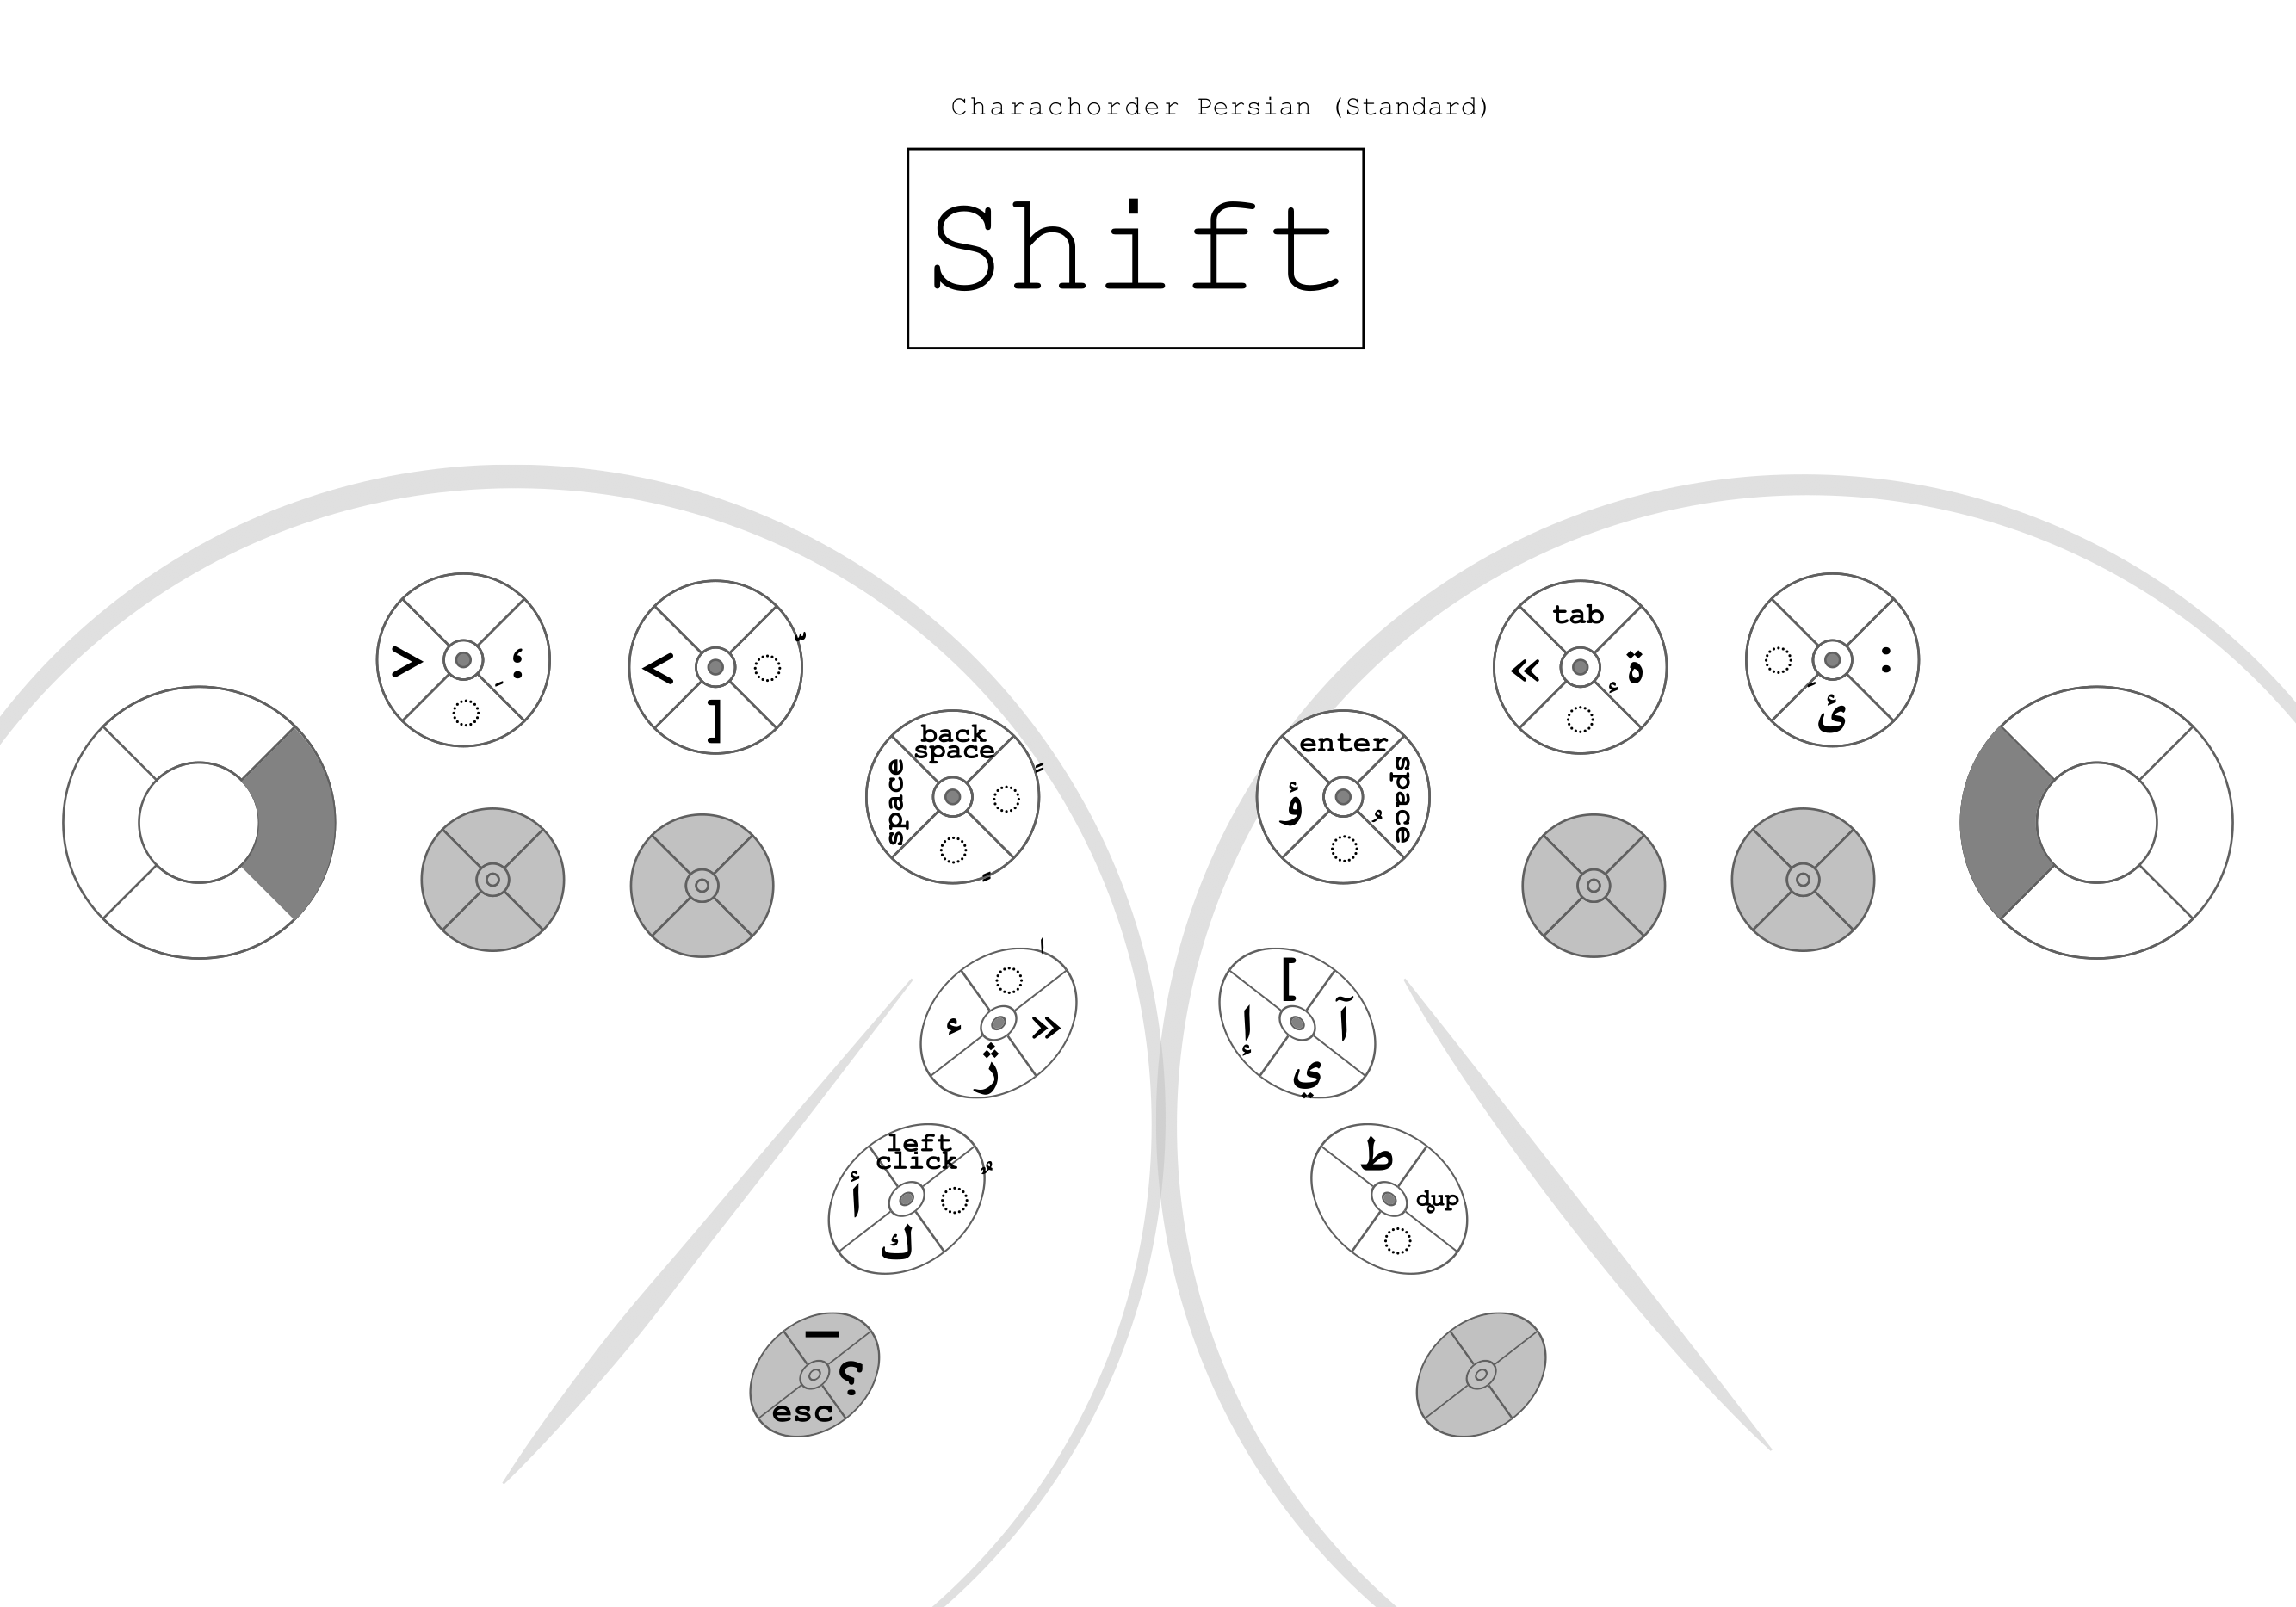 Charachorder Persian (Standard)
Shift
> ؛ ◌َ
< ◌ّ ]
back
space
space ◌ً ◌ٍ
enter
ؤ space ◌ُ
tab
« ة ◌ٔ
◌ِ : ئ
◌ٰ
ء »
ژ
[
إ آ
ي
left
click
أ ◌ٌ
ك
ط
dup
◌
—
؟
esc